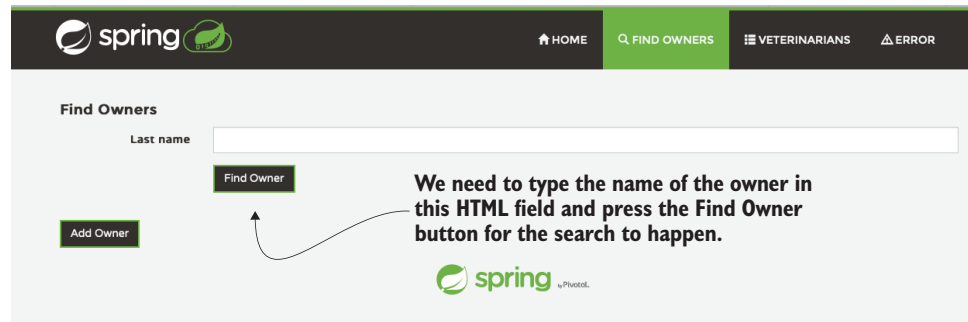 spring
HOME
FIND OWNERS
VETERINARIANS
ERROR
Find Owners
Last name
Find Owner
We need to type the name of the owner in
this HTML field and press the Find Owner
button for the search to happen.
Add Owner
spring by Pivotal.